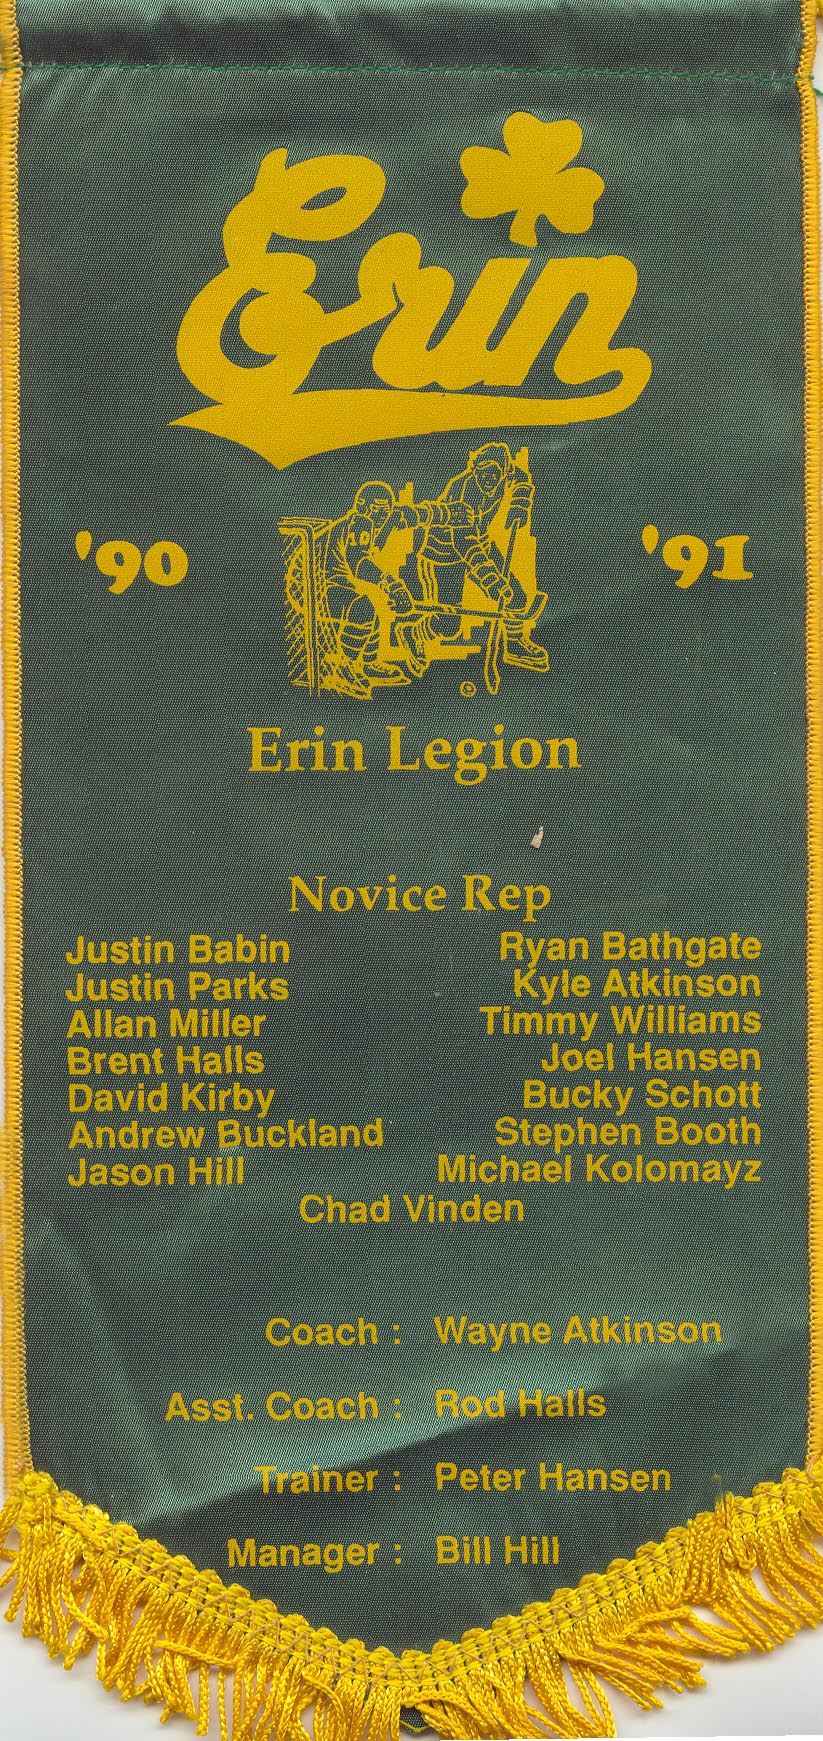 Erin
'90 '91
10
Erin Legion
Novice Rep
Justin Babin Ryan Bathgate
Justin Parks Kyle Atkinson
Allan Miller Timmy Williams
Brent Halls Joel Hansen
David Kirby Bucky Schott
Andrew Buckland Stephen Booth
Jason Hill Michael Kolomayz
Chad Vinden
Coach : Wayne Atkinson
Asst. Coach : Rod Halls
Trainer : Peter Hansen
Manager : Bill Hill